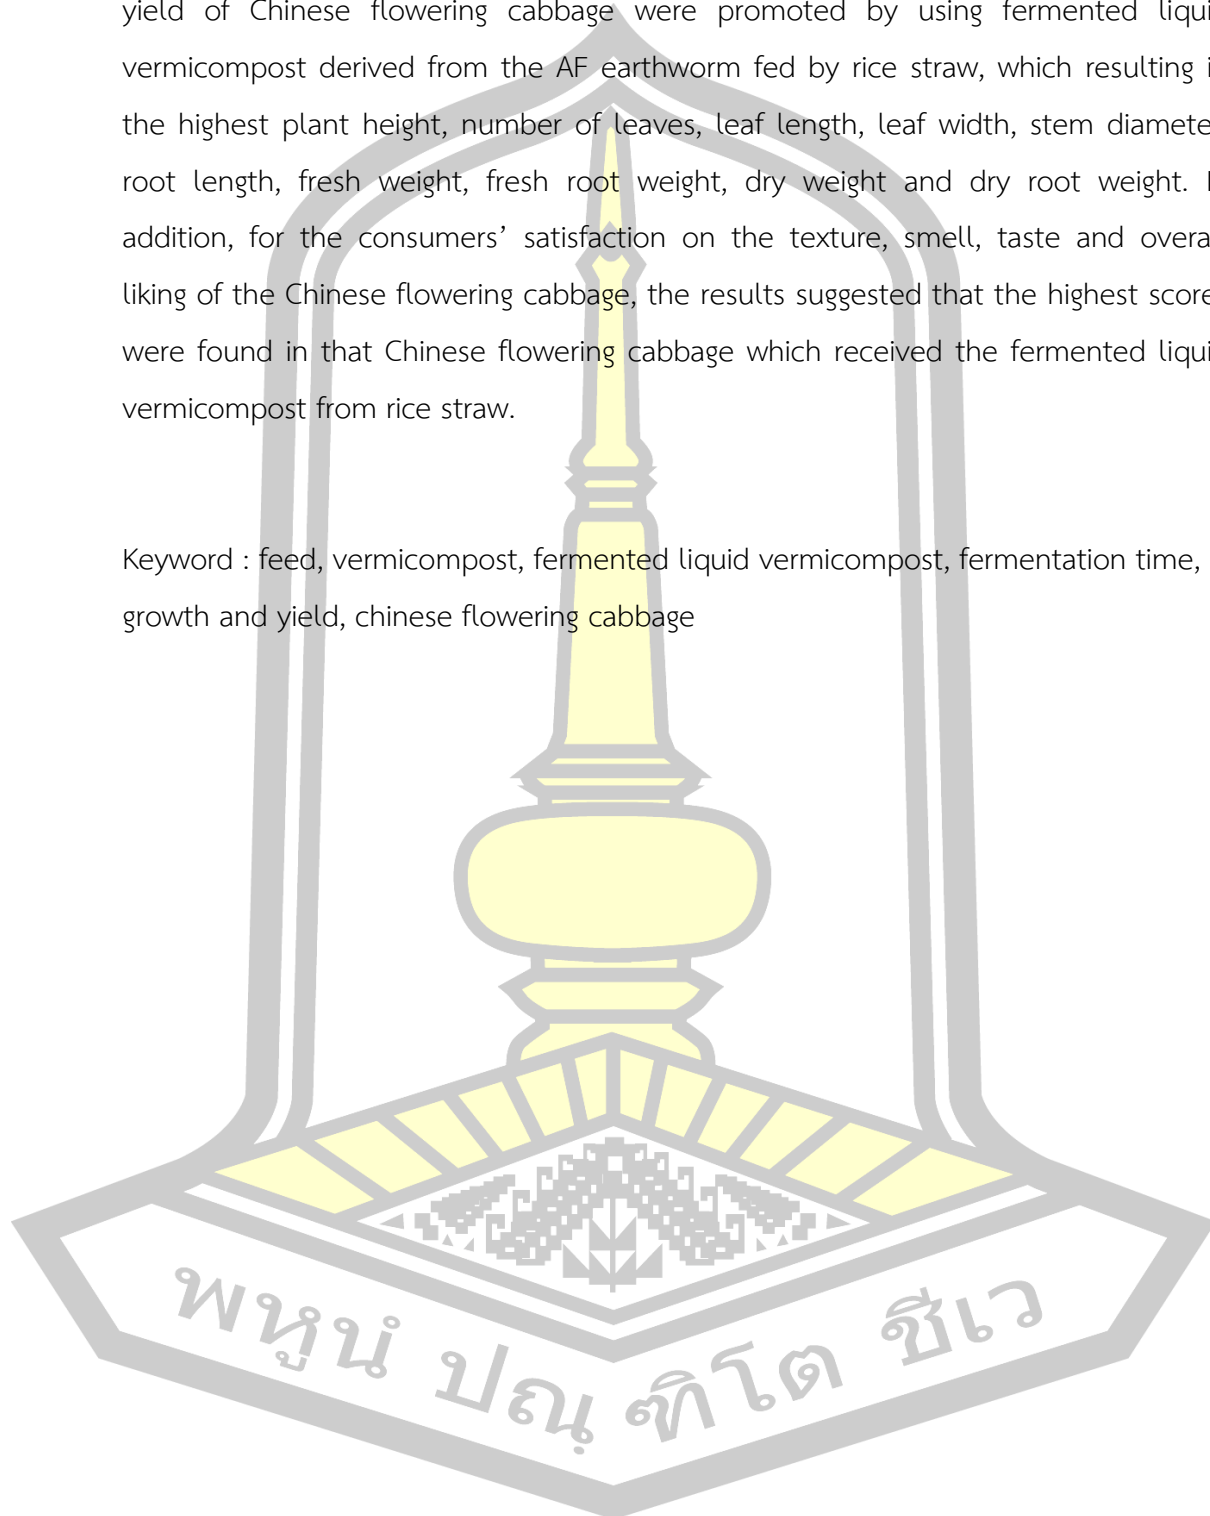 yield of Chinese flowering cabbage were promoted by using fermented
vermicompost derived from the AF earthworm fed by rice straw, which resulting
the highest plant height, number of leaves, leaf length, leaf width, stem
root length, fresh weight, fresh root weight, dry weight and dry root weight.
addition, for the consumers’ satisfaction on the texture, smell, taste and
liking of the Chinese flowering cabbage, the results suggested that the highest
were found in that Chinese flowering cabbage which received the fermented
vermicompost from rice straw.
Keyword : feed, vermicompost, fermented liquid vermicompost, fermentation time,
growth and yield, chinese flowering cabbage
พหูนํ ปณฺฑิโต ชีเว